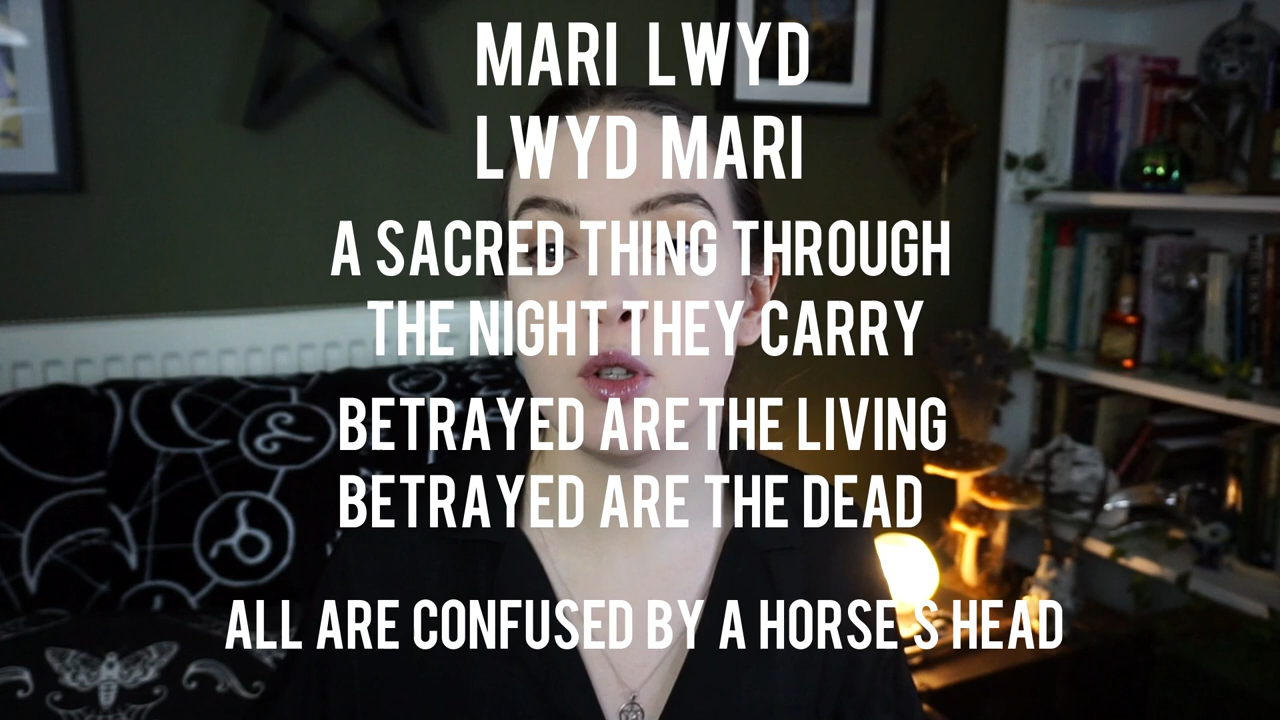 MARI LWYD
LWYD MARI
A SACRED THING THROUGH
THE NIGHT THEY CARRY
BETRAYED ARE THE LIVING
BETRAYED ARE THE DEAD
ALL ARE CONFUSED BY A HORSE S HEAD